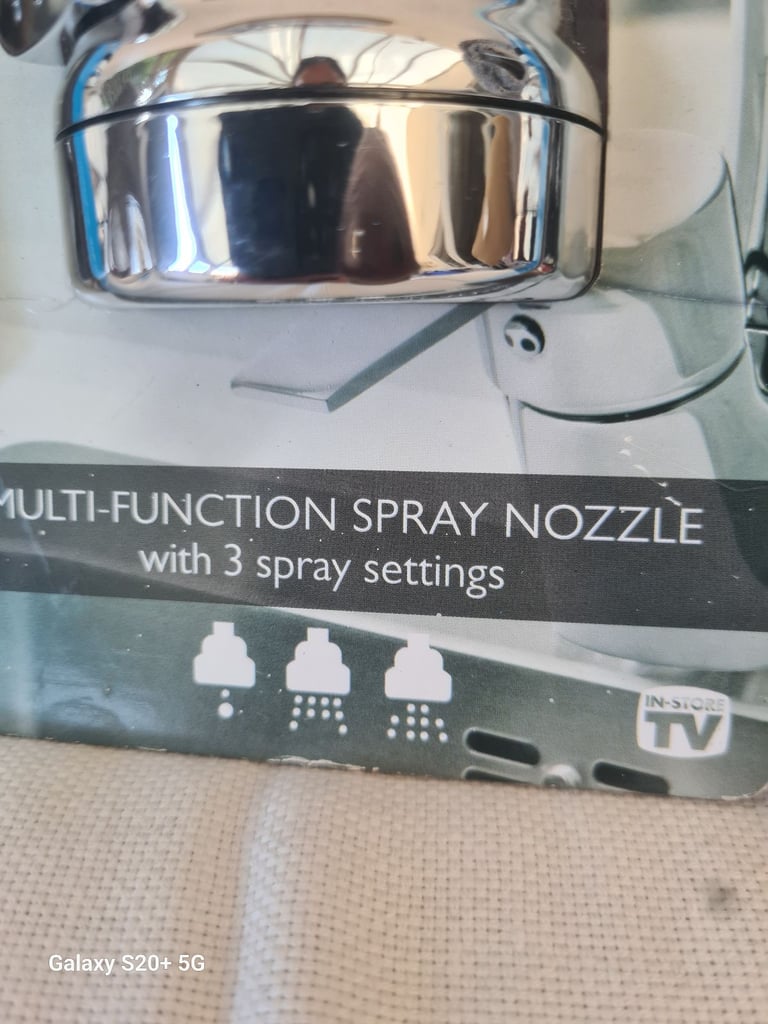 MULTI-FUNCTION SPRAY NOZZLE
with 3 spray settings
IN-STORE
TV
Galaxy S20+ 5G